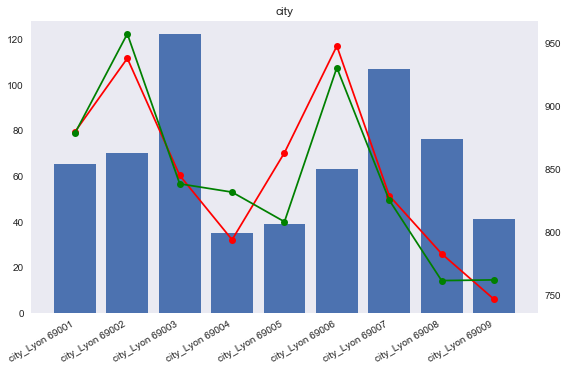 city
120
100
80
60
40
20
0
950
900
850
800
750
city_Lyon 69001
city_Lyon 69002
city_Lyon 69003
city_Lyon 69004
city_Lyon 69005
city_Lyon 69006
city_Lyon 69007
city_Lyon 69008
city_Lyon 69009